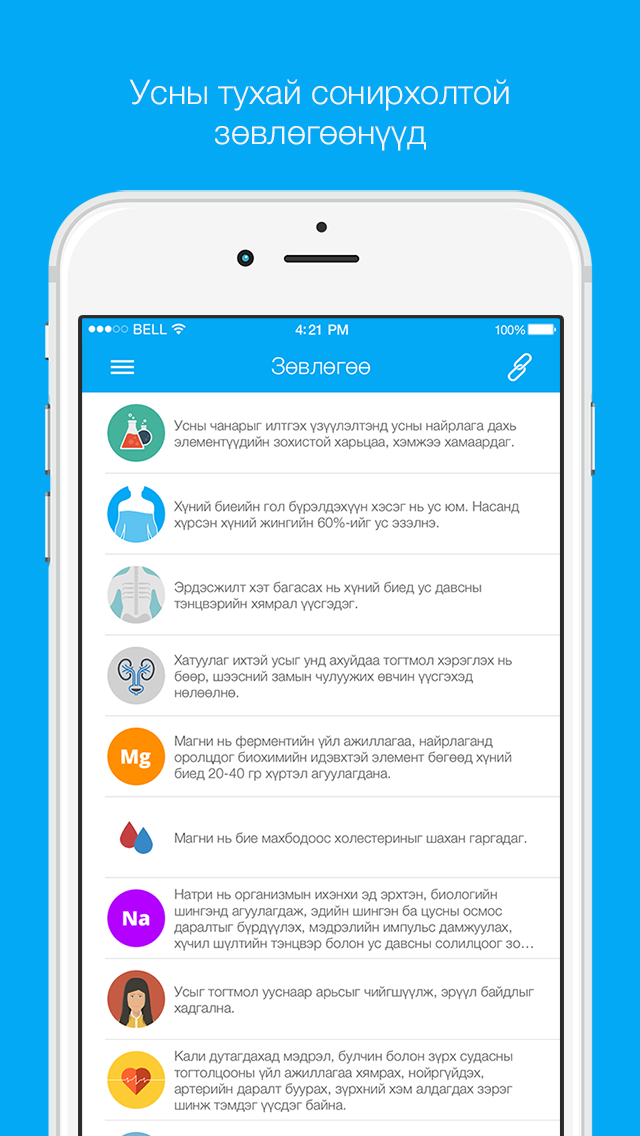 Усны тухай сонирхолтой
зөвлөгөөнүүд
BELL
4:21 PM
100%
Зөвлөгөө
Усны чанарыг илтгэх үзүүлэлтэнд усны найрлага дахь
элементүүдийн зохистой харьцаа, хэмжээ хамаардаг.
Хүний биеийн гол бүрэлдэхүүн хэсэг нь ус юм. Насанд
хүрсэн хүний жингийн 60%-ийг ус эзэлнэ.
Эрдэсжилт хэт багасах нь хүний биед ус давсны
тэнцвэрийн хямрал үүсгэдэг.
Хатуулаг ихтэй усыг унд ахуйдаа тогтмол хэрэглэх нь
бөөр, шээсний замын чулуужих өвчин үүсгэхэд
нөлөөлнө.
Mg
Магни нь ферментийн үйл ажиллагаа, найрлаганд
оролцдог биохимийн идэвхтэй элемент бөгөөд хүний
биед 20-40 гр хүртэл агуулагдана.
Магни нь бие махбодоос холестериныг шахан гаргадаг.
Na
Натри нь организмын ихэнхи эд эрхтэн, биологийн
шингэнд агуулагдаж, эдийн шингэн ба цусны осмос
даралтыг бүрдүүлэх, мэдрэлийн импульс дамжуулах,
хүчил шүлтийн тэнцвэр болон ус давсны солилцоог зо...
Усыг тогтмол ууснаар арьсыг чийгшүүлж, эрүүл байдлыг
хадгална.
Кали дутагдахад мэдрэл, булчин болон зүрх судасны
тогтолцооны үйл ажиллагаа хямрах, нойргүйдэх,
артерийн даралт буурах, зүрхний хэм алдагдах зэрэг
шинж тэмдэг үүсдэг байна.